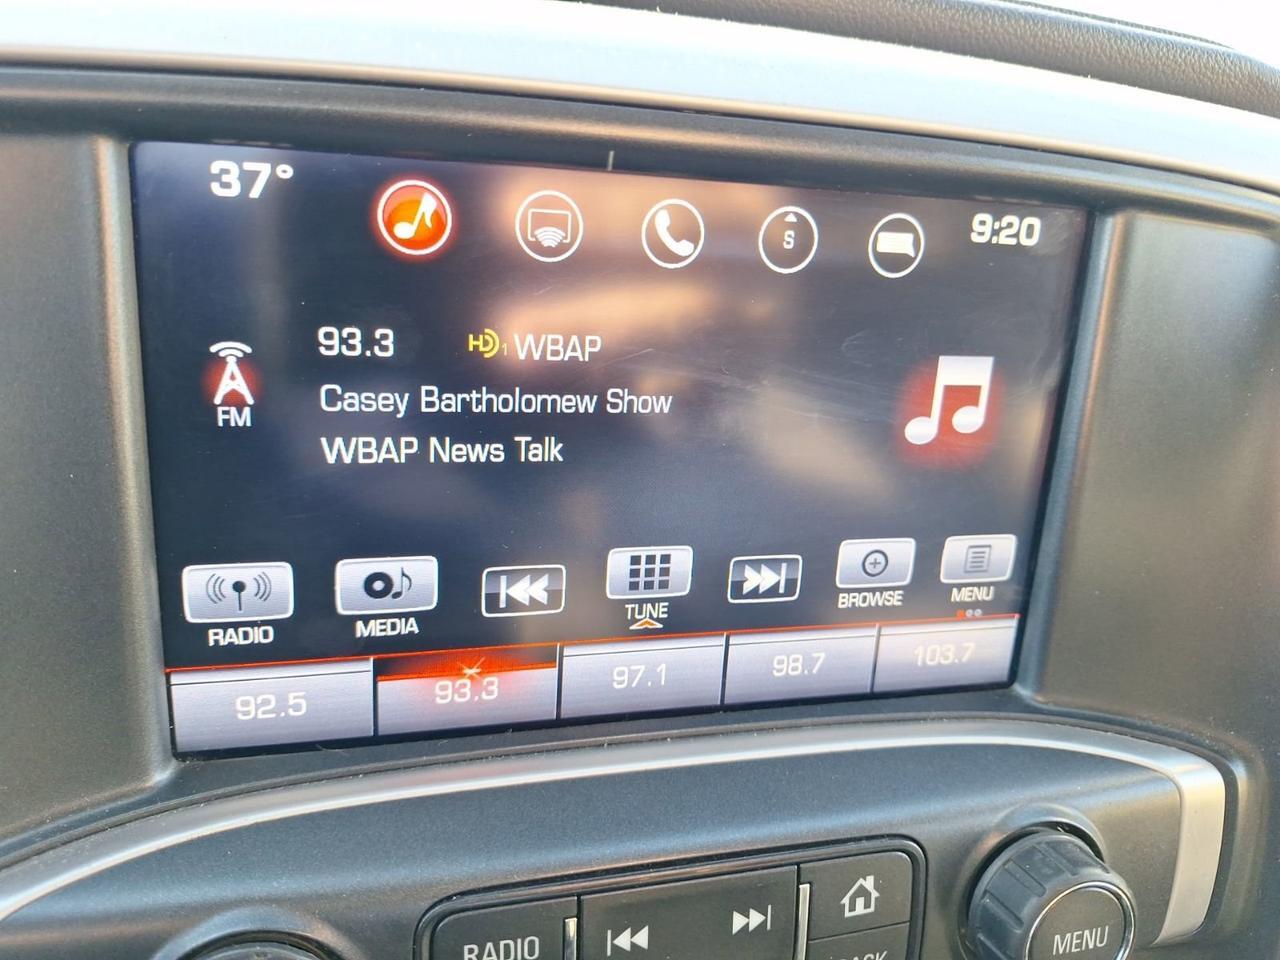 37°
9:20
S
93.3 HD1 WBAP
Casey Bartholomew Show
FM
WBAP News Talk
RADIO
MEDIA
TUNE
BROWSE
MENU
92.5
93.3
97.1
98.7
103.7
RADIO
BACK
MENU